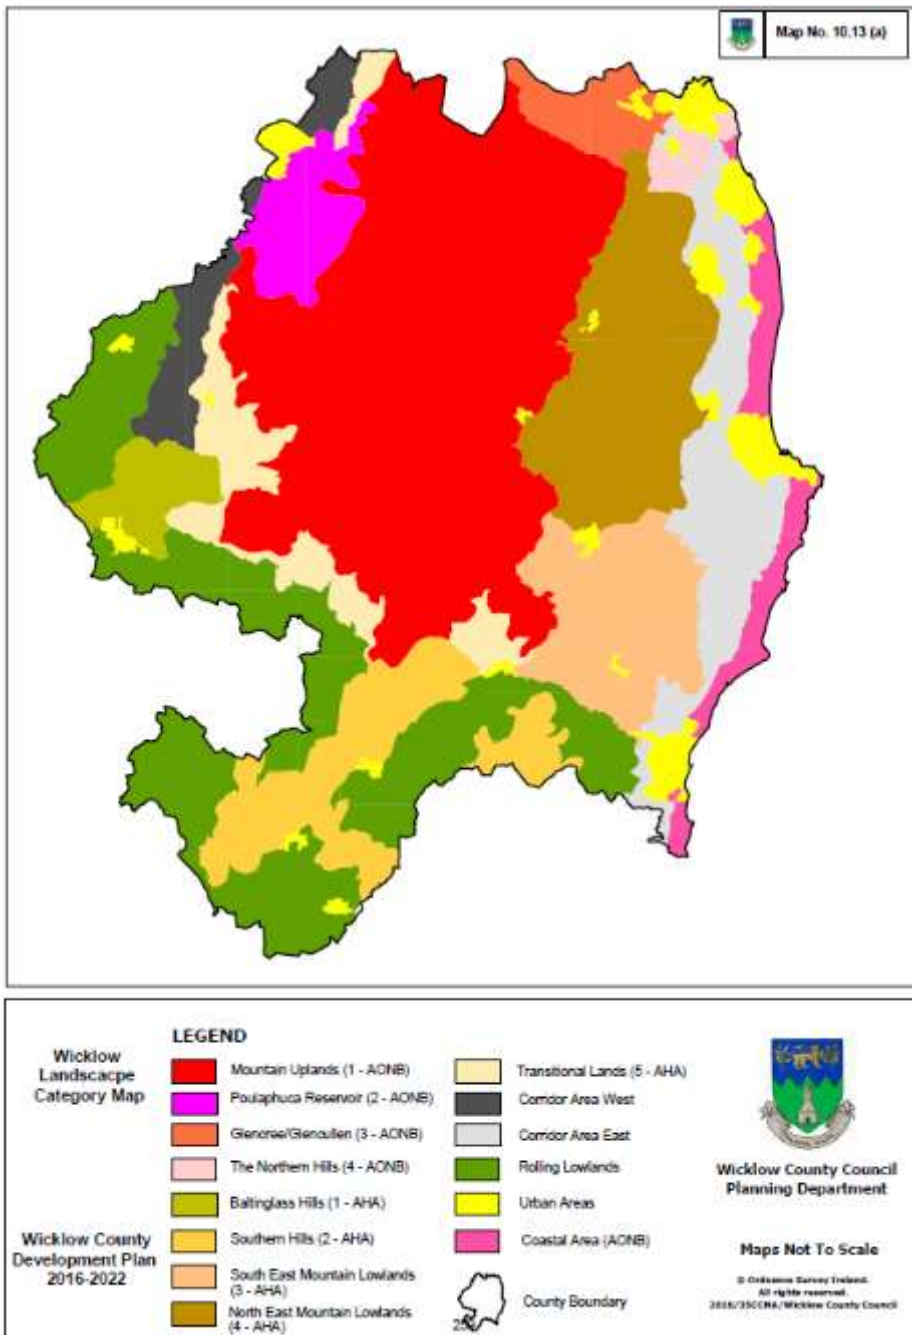 Map No. 10.13 (a)
Wicklow
Landscacpe
Category Map
Wicklow County
Development Plan
2016-2022
LEGEND
Mountain Uplands (1 - AONB)
Poulaphuca Reservoir (2 - AONB)
Glencree/Glencullen (3 - AONB)
The Northern Hills (4 - AONB)
Baltinglass Hills (1 - AHA)
Southern Hills (2 - AHA)
South East Mountain Lowlands
(3 - AHA)
North East Mountain Lowlands
(4 - AHA)
Transitional Lands (5 - AHA)
Corridor Area West
Corridor Area East
Rolling Lowlands
Urban Areas
Coastal Area (AONB)
County Boundary
Wicklow County Council
Planning Department
Maps Not To Scale
© Ordnance Survey Ireland.
All rights reserved.
/Wicklow County Council